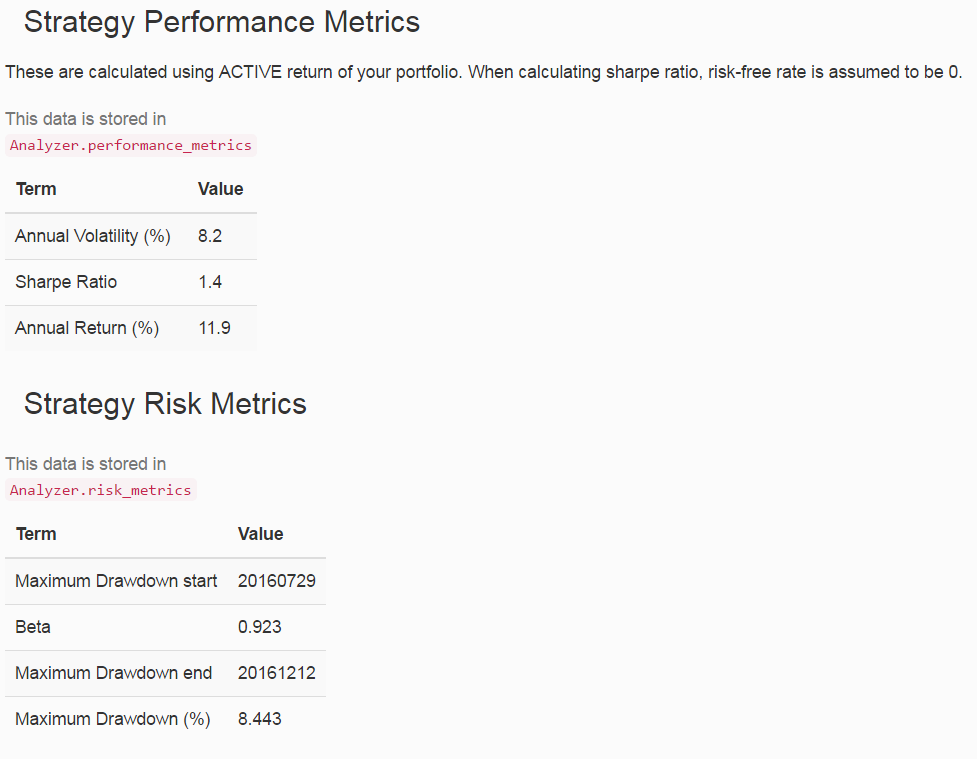 Strategy Performance Metrics
These are calculated using ACTIVE return of your portfolio. When calculating sharpe ratio, risk-free rate is assumed to be 0.
This data is stored in
Analyzer.performance_metrics
Term Value
Annual Volatility (%) 8.2
Sharpe Ratio 1.4
Annual Return (%) 11.9
Strategy Risk Metrics
This data is stored in
Analyzer.risk_metrics
Term Value
Maximum Drawdown start 20160729
Beta 0.923
Maximum Drawdown end 20161212
Maximum Drawdown (%) 8.443